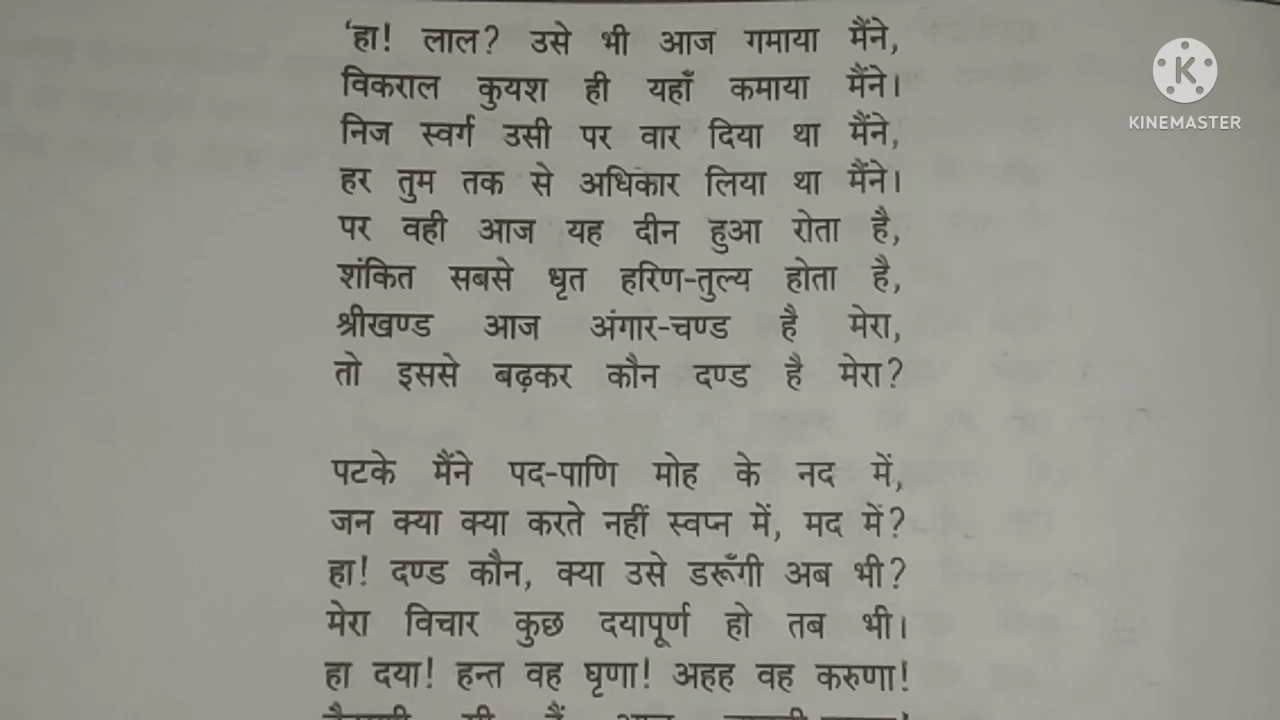 ‘हा! लाल? उसे भी आज गमाया मैंने,
विकराल कुयश ही यहाँ कमाया मैंने।
निज स्वर्ग उसी पर वार दिया था मैंने,
हर तुम तक से अधिकार लिया था मैंने।
पर वही आज यह दीन हुआ रोता है,
शंकित सबसे धृत हरिण-तुल्य होता है,
श्रीखण्ड आज अंगार-चण्ड है मेरा,
तो इससे बढ़कर कौन दण्ड है मेरा?
पटके मैंने पद-पाणि मोह के नद में,
जन क्या क्या करते नहीं स्वप्न में, मद में?
हा! दण्ड कौन, क्या उसे डरूँगी अब भी?
मेरा विचार कुछ दयापूर्ण हो तब भी।
हा दया! हन्त वह घृणा! अहह वह करुणा!
KINEMASTER